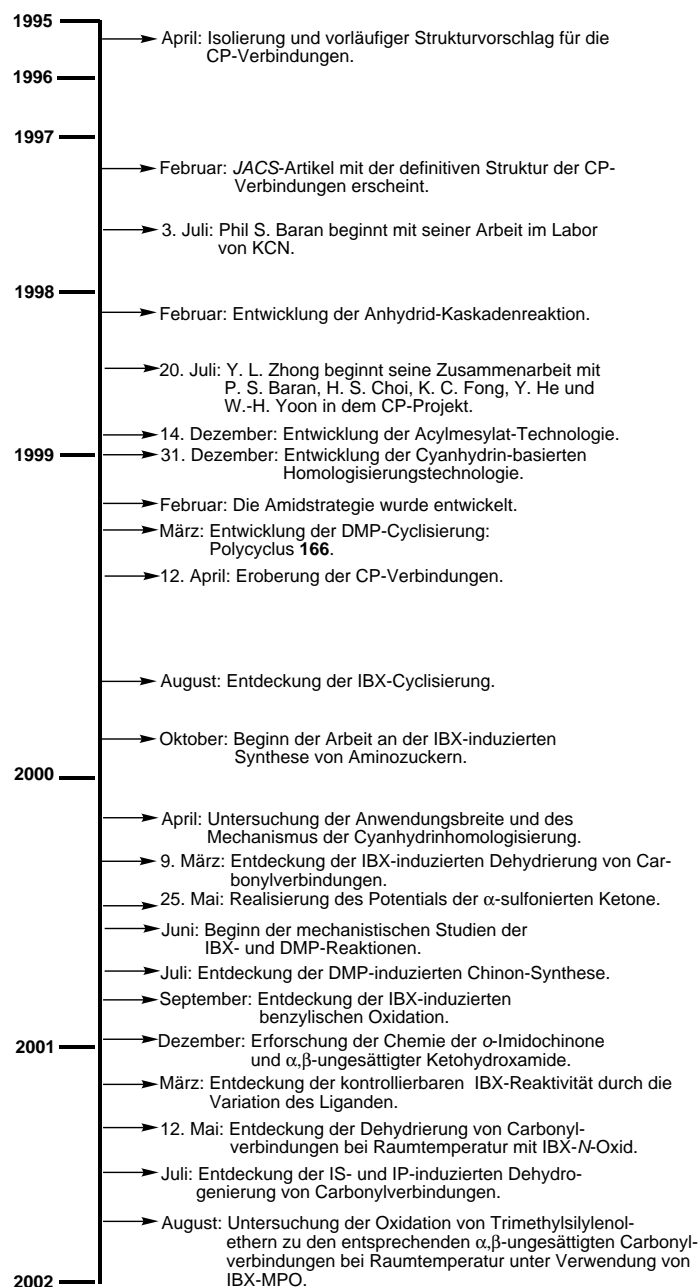 1995
April: Isolierung und vorläufiger Strukturvorschlag für die
CP-Verbindungen.
1996
1997
Februar: JACS-Artikel mit der definitiven Struktur der CP-
Verbindungen erscheint.
3. Juli: Phil S. Baran beginnt mit seiner Arbeit im Labor
von KCN.
1998
Februar: Entwicklung der Anhydrid-Kaskadenreaktion.
20. Juli: Y. L. Zhong beginnt seine Zusammenarbeit mit
P. S. Baran, H. S. Choi, K. C. Fong, Y. He und
W.-H. Yoon in dem CP-Projekt.
14. Dezember: Entwicklung der Acylmesylat-Technologie.
1999
31. Dezember: Entwicklung der Cyanhydrin-basierten
Homologisierungstechnologie.
Februar: Die Amidstrategie wurde entwickelt.
März: Entwicklung der DMP-Cyclisierung:
Polycyclus 166.
12. April: Eroberung der CP-Verbindungen.
August: Entdeckung der IBX-Cyclisierung.
Oktober: Beginn der Arbeit an der IBX-induzierten
Synthese von Aminozuckern.
2000
April: Untersuchung der Anwendungsbreite und des
Mechanismus der Cyanhydrinhomologisierung.
9. März: Entdeckung der IBX-induzierten Dehydrierung von Car-
bonylverbindungen.
25. Mai: Realisierung des Potentials der α-sulfonierten Ketone.
Juni: Beginn der mechanistischen Studien der
IBX- und DMP-Reaktionen.
Juli: Entdeckung der DMP-induzierten Chinon-Synthese.
September: Entdeckung der IBX-induzierten
benzylischen Oxidation.
2001
Dezember: Erforschung der Chemie der o-Imidochinone
und α,β-ungesättigter Ketohydroxamide.
März: Entdeckung der kontrollierbaren IBX-Reaktivität durch die
Variation des Liganden.
12. Mai: Entdeckung der Dehydrierung von Carbonyl-
verbindungen bei Raumtemperatur mit IBX-N-Oxid.
Juli: Entdeckung der IS- und IP-induzierten Dehydro-
genierung von Carbonylverbindungen.
August: Untersuchung der Oxidation von Trimethylsilylenol-
ethern zu den entsprechenden α,β-ungesättigten Carbonyl-
verbindungen bei Raumtemperatur unter Verwendung von
IBX-MPO.
2002